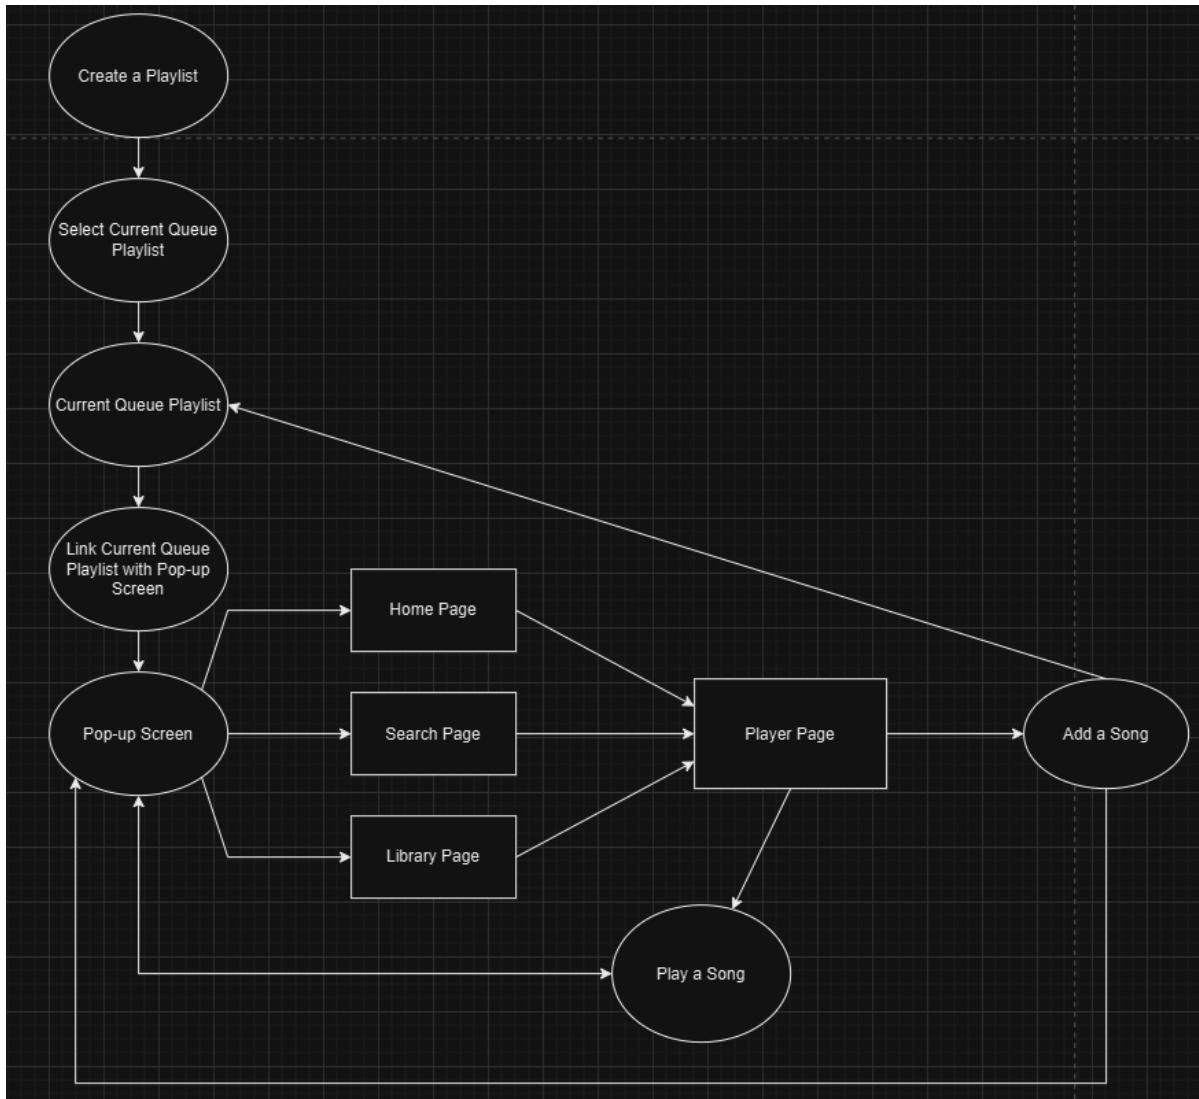 Create a Playlist
Select Current Queue
Playlist
Current Queue Playlist
Link Current Queue
Playlist with Pop-up
Screen
Home Page
Pop-up Screen
Search Page
Player Page
Add a Song
Library Page
Play a Song